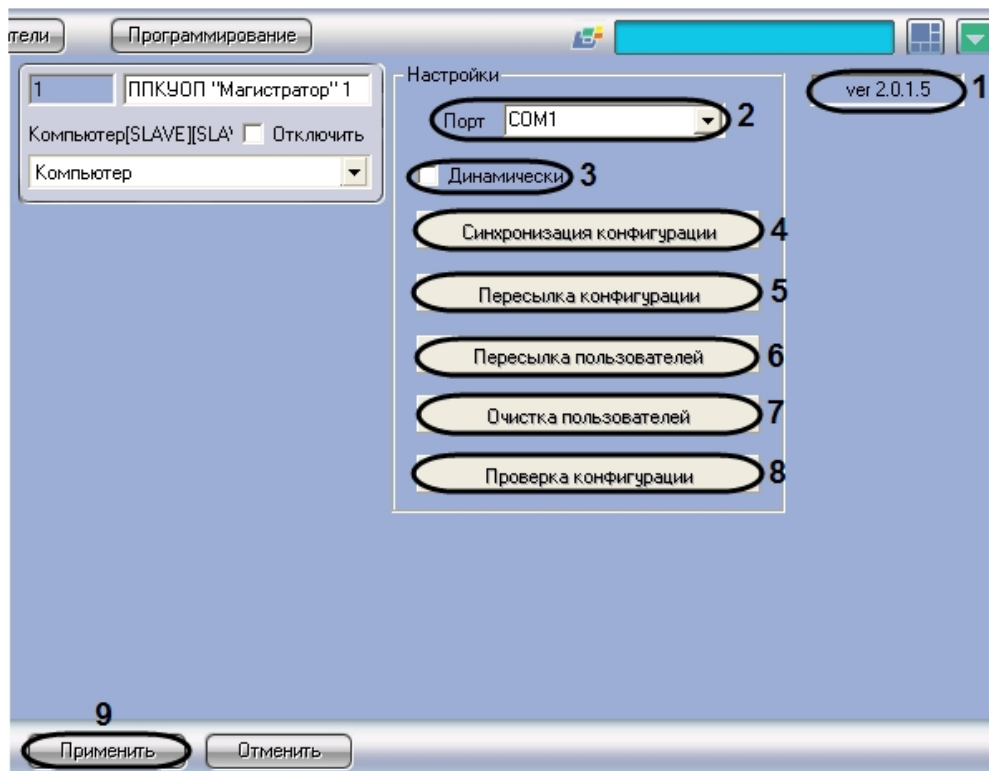 тели Программирование
1 ППКУОП "Магистратор" 1
Компьютер[SLAVE][SLA Отключить
Компьютер
Настройки
Порт COM1 2
Динамически 3
Синхронизация конфигурации 4
Пересылка конфигурации 5
Пересылка пользователей 6
Очистка пользователей 7
Проверка конфигурации 8
ver 2.0.1.5 1
9
Применить Отменить